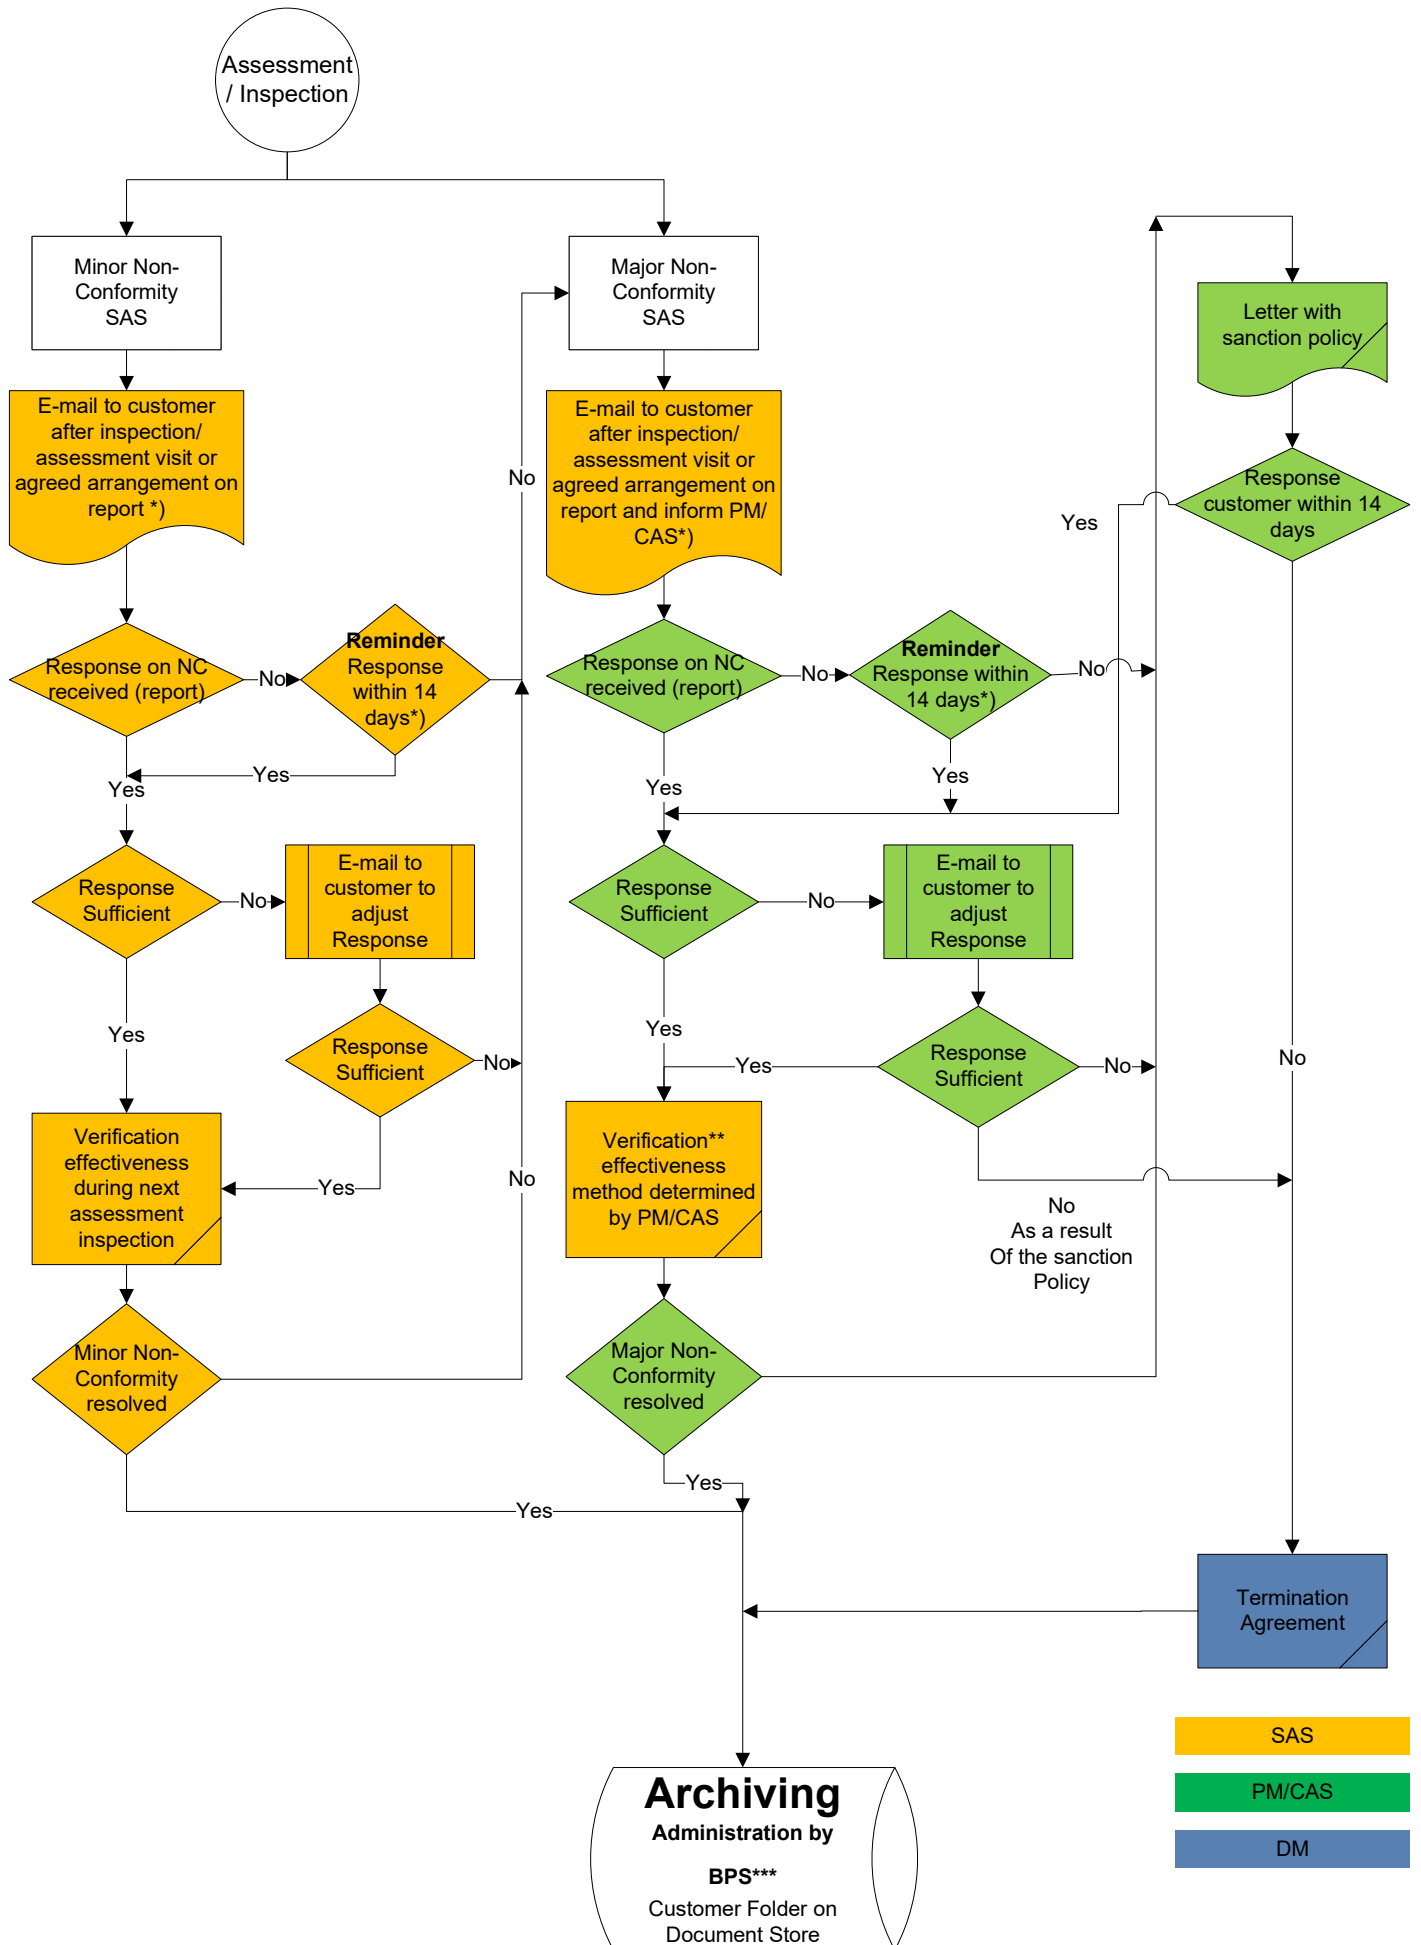 Assessment
/ Inspection
Minor Non-
Conformity
SAS
Major Non-
Conformity
SAS
Letter with
sanction policy
E-mail to customer
after inspection/
assessment visit or
agreed arrangement on
report *)
No
E-mail to customer
after inspection/
assessment visit or
agreed arrangement on
report and inform PM/
CAS*)
Yes
Response
customer within 14
days
Response on NC
received (report)
No
Reminder
Response
within 14
days*)
Response on NC
received (report)
No
Reminder
Response within
14 days*)
No
Yes
Yes
Yes
Yes
Response
Sufficient
No
E-mail to
customer to
adjust
Response
Response
Sufficient
No
E-mail to
customer to
adjust
Response
Yes
Response
Sufficient
No
Yes
Yes
Response
Sufficient
No
No
Verification
effectiveness
during next
assessment
inspection
Yes
No
Verification**
effectiveness
method determined
by PM/CAS
No
As a result
Of the sanction
Policy
Minor Non-
Conformity
resolved
Major Non-
Conformity
resolved
Yes
Yes
Termination
Agreement
SAS
PM/CAS
DM
Archiving
Administration by
BPS***
Customer Folder on
Document Store